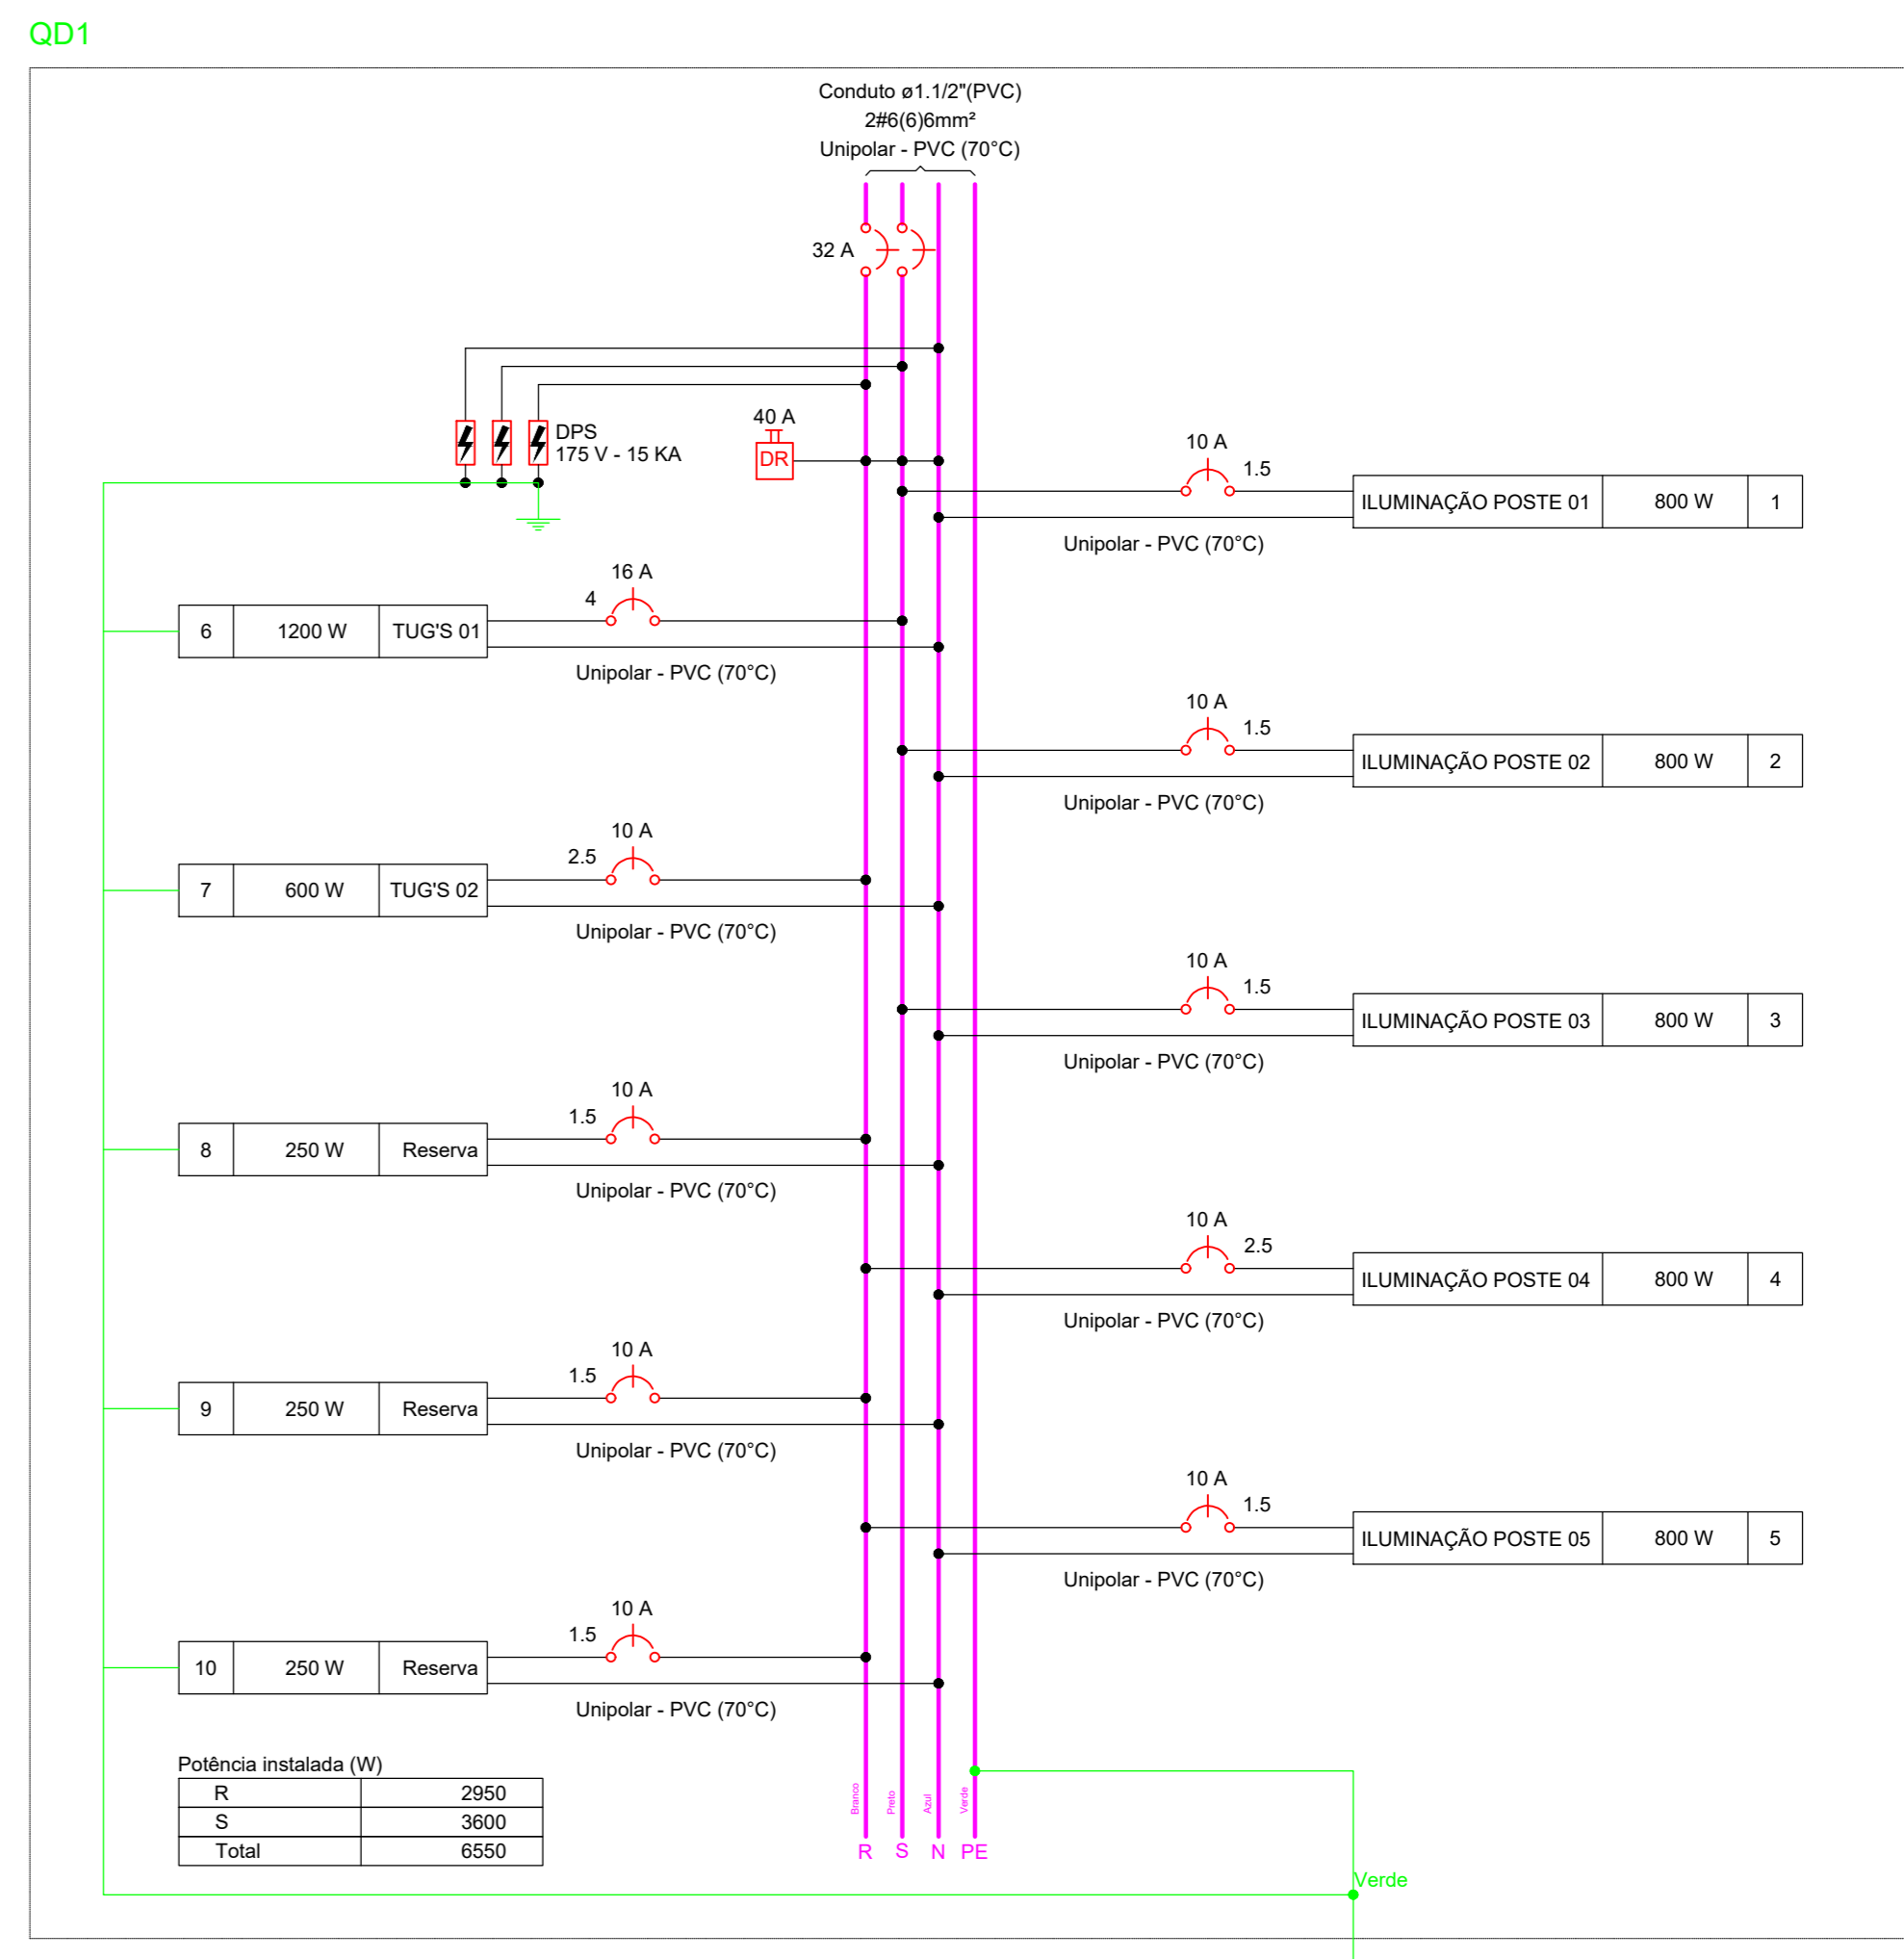 QD1
Conduto ø1.1/2"(PVC)
2#6(6)6mm²
Unipolar - PVC (70°C)
32 A
DPS
175 V - 15 KA
40 A
DR
10 A
1.5
ILUMINAÇÃO POSTE 01 800 W 1
Unipolar - PVC (70°C)
16 A
4
6 1200 W TUG'S 01
Unipolar - PVC (70°C)
10 A
1.5
ILUMINAÇÃO POSTE 02 800 W 2
Unipolar - PVC (70°C)
10 A
2.5
7 600 W TUG'S 02
Unipolar - PVC (70°C)
10 A
1.5
ILUMINAÇÃO POSTE 03 800 W 3
Unipolar - PVC (70°C)
10 A
1.5
8 250 W Reserva
Unipolar - PVC (70°C)
10 A
2.5
ILUMINAÇÃO POSTE 04 800 W 4
Unipolar - PVC (70°C)
10 A
1.5
9 250 W Reserva
Unipolar - PVC (70°C)
10 A
1.5
ILUMINAÇÃO POSTE 05 800 W 5
Unipolar - PVC (70°C)
10 A
1.5
10 250 W Reserva
Unipolar - PVC (70°C)
Potência instalada (W)
R 2950
S 3600
Total 6550
Branco Preto Azul Verde
R S N PE
Verde